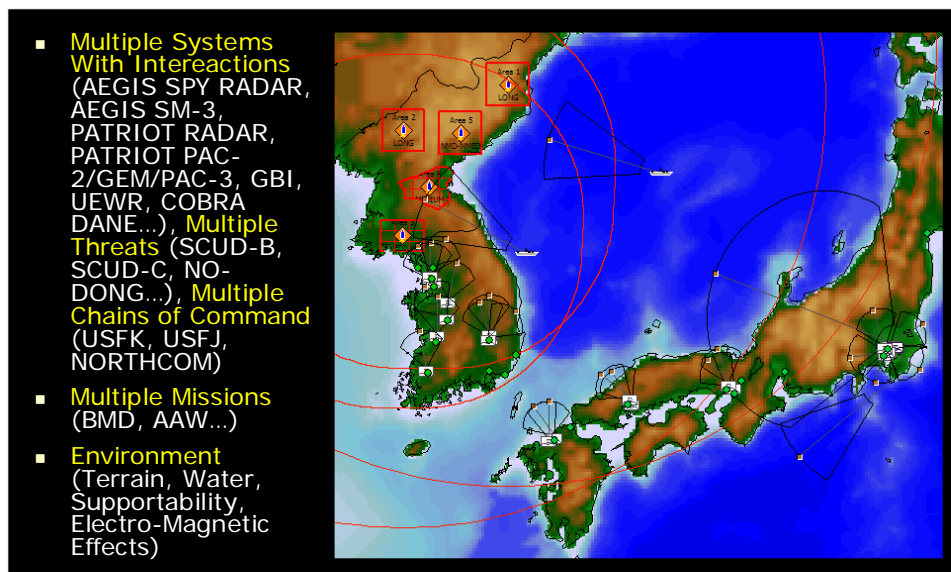 Multiple Systems
With Intereactions
(AEGIS SPY RADAR,
AEGIS SM-3,
PATRIOT RADAR,
PATRIOT PAC-
2/GEM/PAC-3, GBI,
UEWR, COBRA
DANE...), Multiple
Threats (SCUD-B,
SCUD-C, NO-
DONG...), Multiple
Chains of Command
(USFK, USFJ,
NORTHCOM)
Multiple Missions
(BMD, AAW...)
Environment
(Terrain, Water,
Supportability,
Electro-Magnetic
Effects)
Area 1
LONG
Area 2
LONG
Area 5